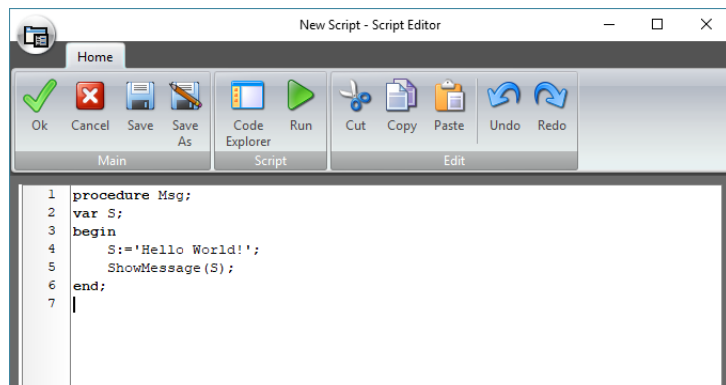 New Script - Script Editor
Home
Ok Cancel Save Save As Code Explorer Run Cut Copy Paste Undo Redo
Main Script Edit
1 procedure Msg;
2 var S;
3 begin
4     S:='Hello World!';
5     ShowMessage(S);
6 end;
7